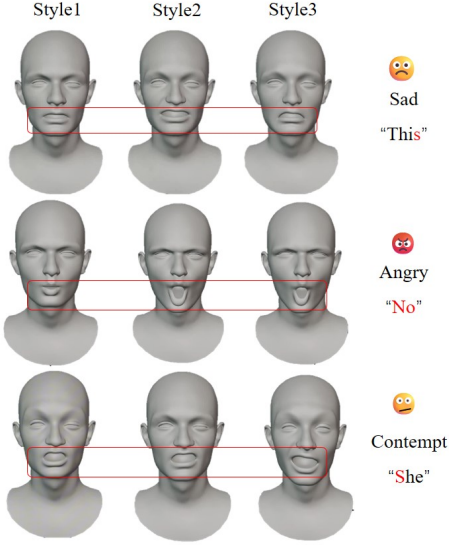 Style1 Style2 Style3
Sad
“This”
Angry
“No”
Contempt
“She”